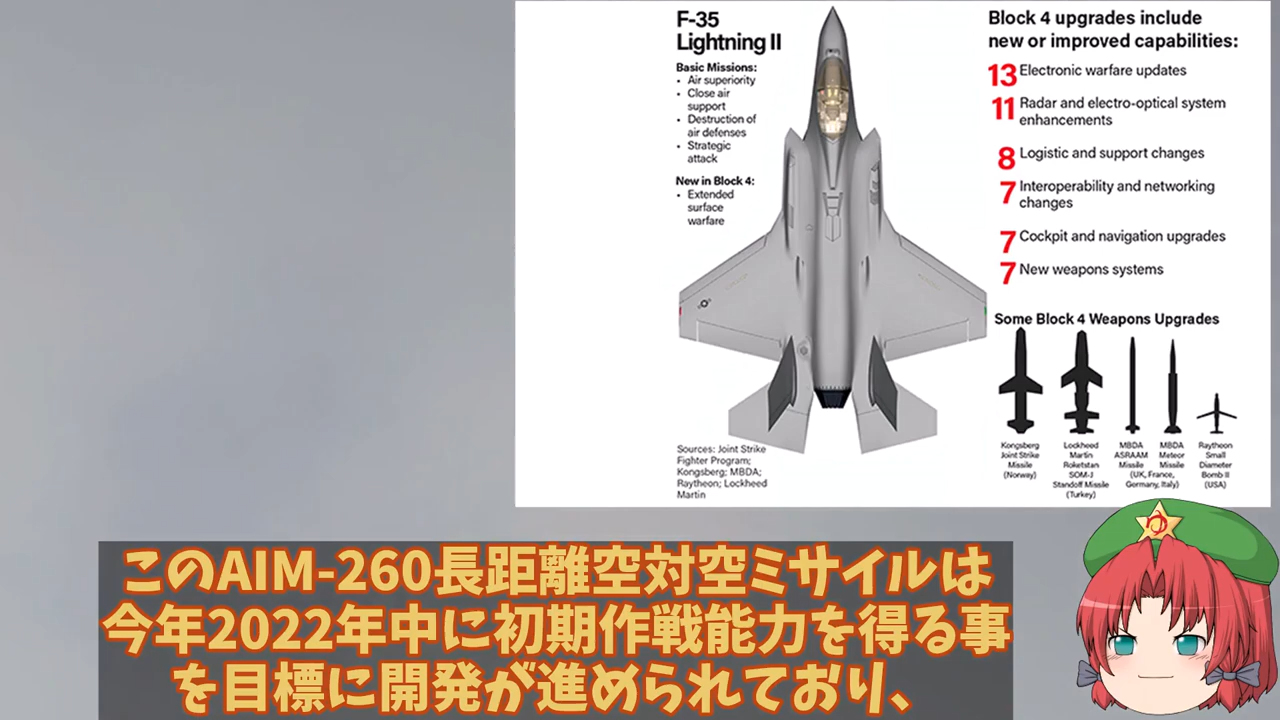 F-35
Lightning II
Basic Missions:
• Air superiority
• Close air
support
• Destruction of
air defenses
• Strategic
attack
New in Block 4:
• Extended
surface
warfare
Sources: Joint Strike
Fighter Program;
Kongsberg; MBDA;
Raytheon; Lockheed
Martin
Block 4 upgrades include
new or improved capabilities:
13 Electronic warfare updates
11 Radar and electro-optical system
enhancements
8 Logistic and support changes
7 Interoperability and networking
changes
7 Cockpit and navigation upgrades
7 New weapons systems
Some Block 4 Weapons Upgrades
Kongsberg
Joint Strike
Missile
(Norway)
Lockheed
Martin
Roketstan
SOM-J
Standoff Missile
(Turkey)
MBDA
ASRAAM
Missile
MBDA
Meteor
Missile
(UK, France,
Germany, Italy)
Raytheon
Small
Diameter
Bomb II
(USA)
このAIM-260長距離空対空ミサイルは
今年2022年中に初期作戦能力を得る事
を目標に開発が進められており、